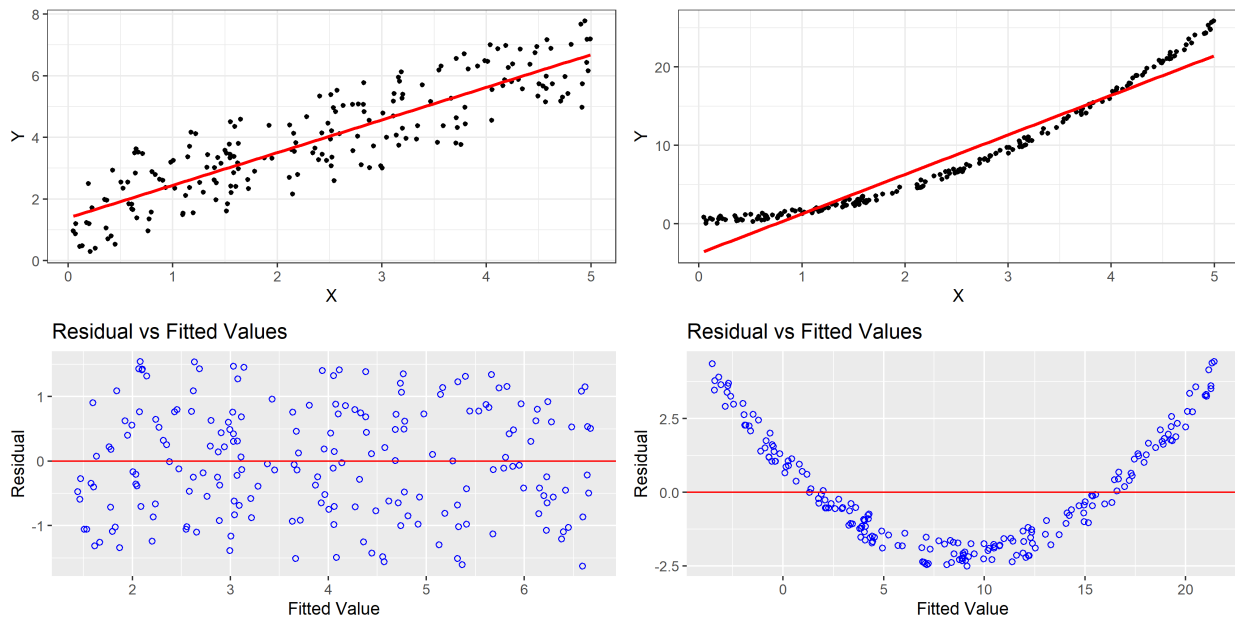 8
6
4
2
0
Y
0 1 2 3 4 5
X
20
10
0
Y
0 1 2 3 4 5
X
Residual vs Fitted Values
1
0
-1
Residual
2 3 4 5 6
Fitted Value
Residual vs Fitted Values
2.5
0.0
-2.5
Residual
0 5 10 15 20
Fitted Value